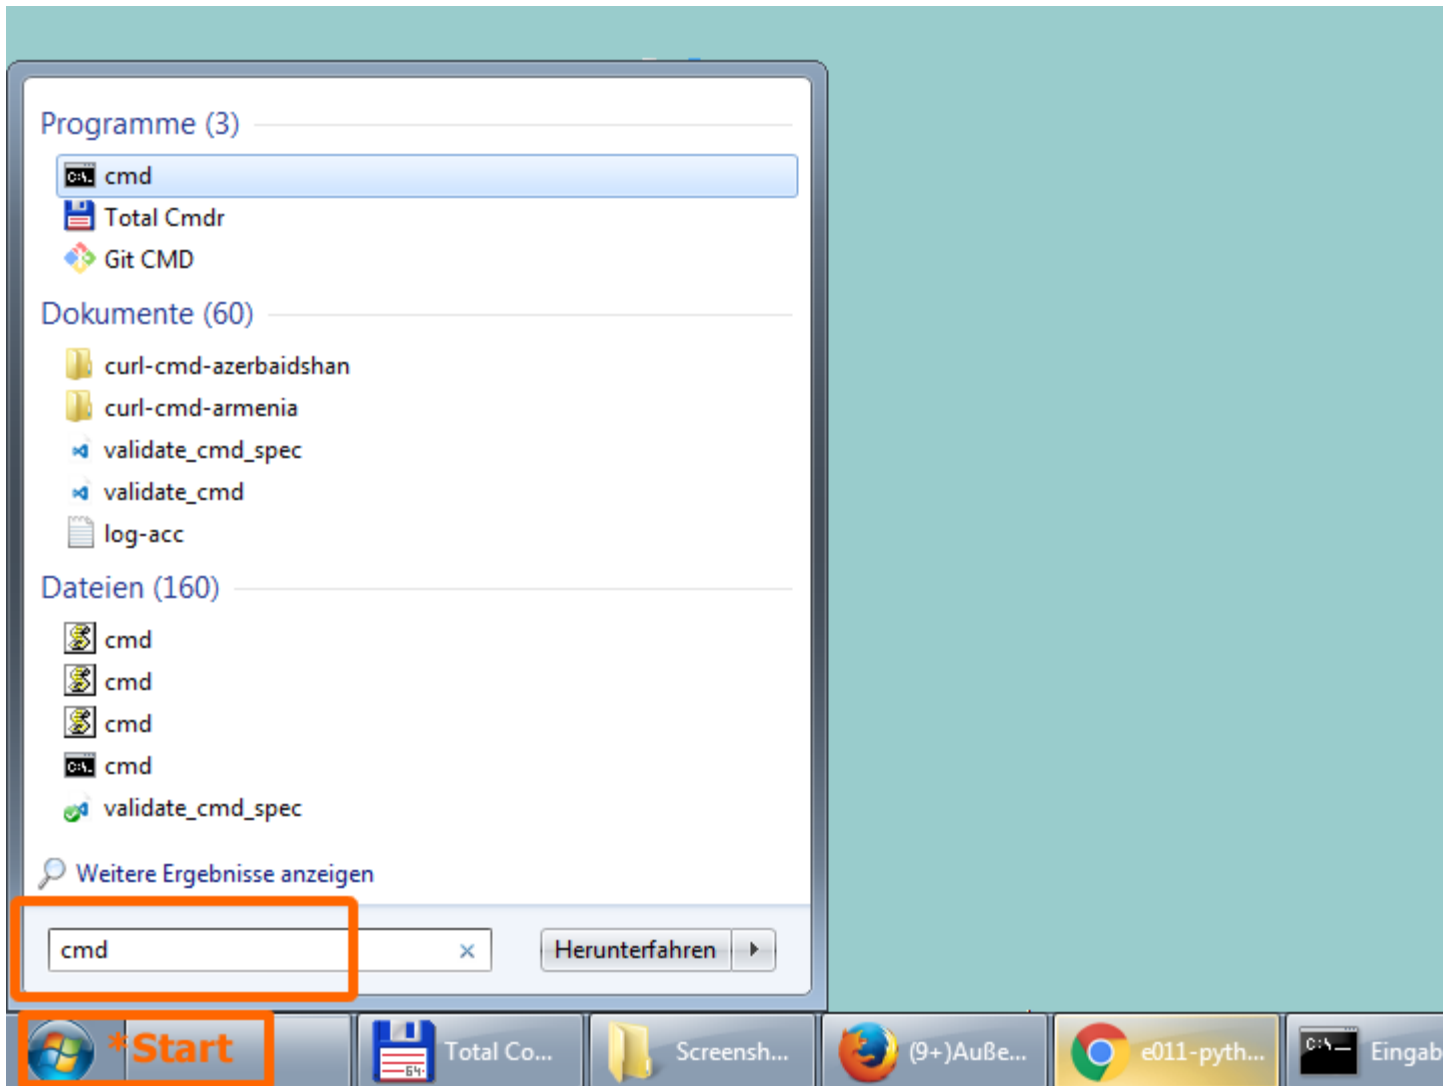 Programme (3)
cmd
Total Cmdr
Git CMD
Dokumente (60)
curl-cmd-azerbaidshan
curl-cmd-armenia
validate_cmd_spec
validate_cmd
log-acc
Dateien (160)
cmd
cmd
cmd
cmd
validate_cmd_spec
Weitere Ergebnisse anzeigen
cmd
Herunterfahren
*Start
Total Co...
Screensh...
(9+)Auße...
e011-pyth...
Eingab